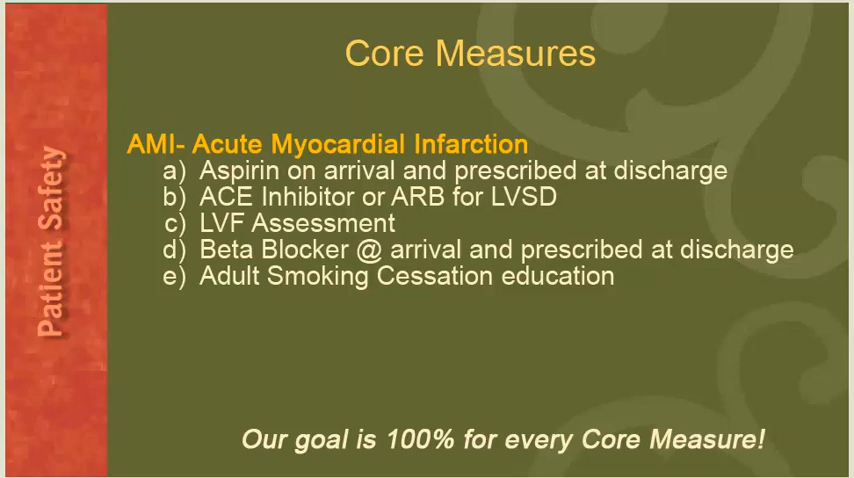 Core Measures
Patient Safety
AMI- Acute Myocardial Infarction
a) Aspirin on arrival and prescribed at discharge
b) ACE Inhibitor or ARB for LVSD
c) LVF Assessment
d) Beta Blocker @ arrival and prescribed at discharge
e) Adult Smoking Cessation education
Our goal is 100% for every Core Measure!